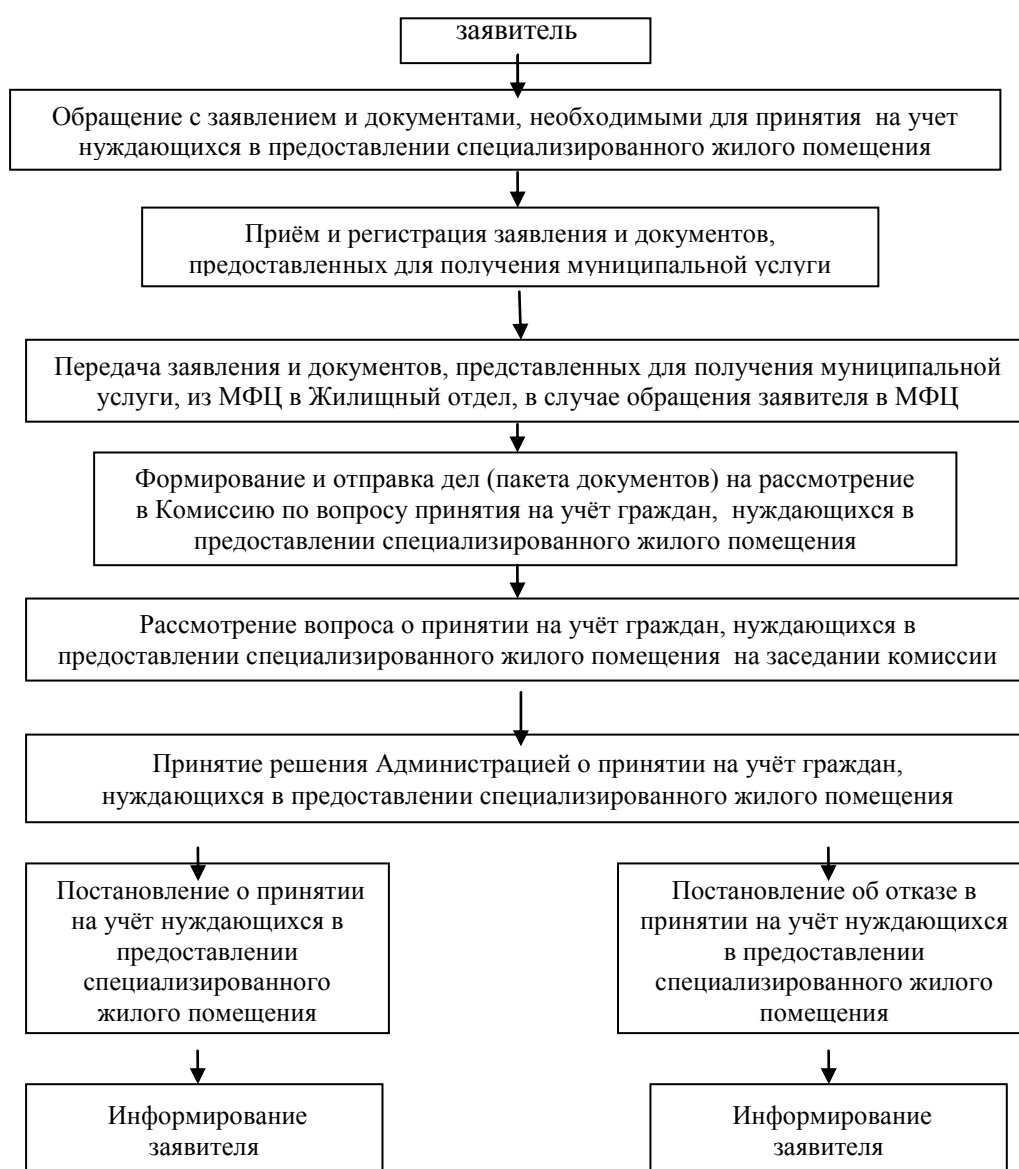 заявитель
Обращение с заявлением и документами, необходимыми для принятия на учет
нуждающихся в предоставлении специализированного жилого помещения
Приём и регистрация заявления и документов,
предоставленных для получения муниципальной услуги
Передача заявления и документов, представленных для получения муниципальной
услуги, из МФЦ в Жилищный отдел, в случае обращения заявителя в МФЦ
Формирование и отправка дел (пакета документов) на рассмотрение
в Комиссию по вопросу принятия на учёт граждан, нуждающихся в
предоставлении специализированного жилого помещения
Рассмотрение вопроса о принятии на учёт граждан, нуждающихся в
предоставлении специализированного жилого помещения на заседании комиссии
Принятие решения Администрацией о принятии на учёт граждан,
нуждающихся в предоставлении специализированного жилого помещения
Постановление о принятии
на учёт нуждающихся в
предоставлении
специализированного
жилого помещения
Постановление об отказе в
принятии на учёт нуждающихся
в предоставлении
специализированного жилого
помещения
Информирование
заявителя
Информирование
заявителя